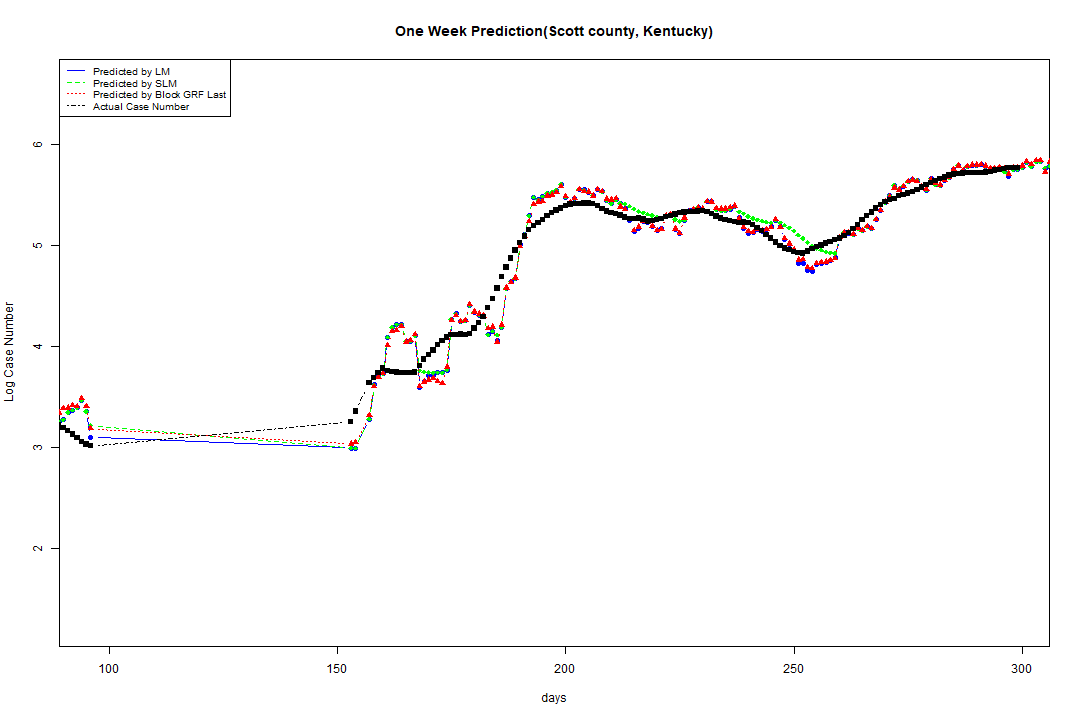 One Week Prediction(Scott county, Kentucky)
Predicted by LM
Predicted by SLM
Predicted by Block GRF Last
Actual Case Number
6
5
4
3
2
Log Case Number
100 150 200 250 300
days